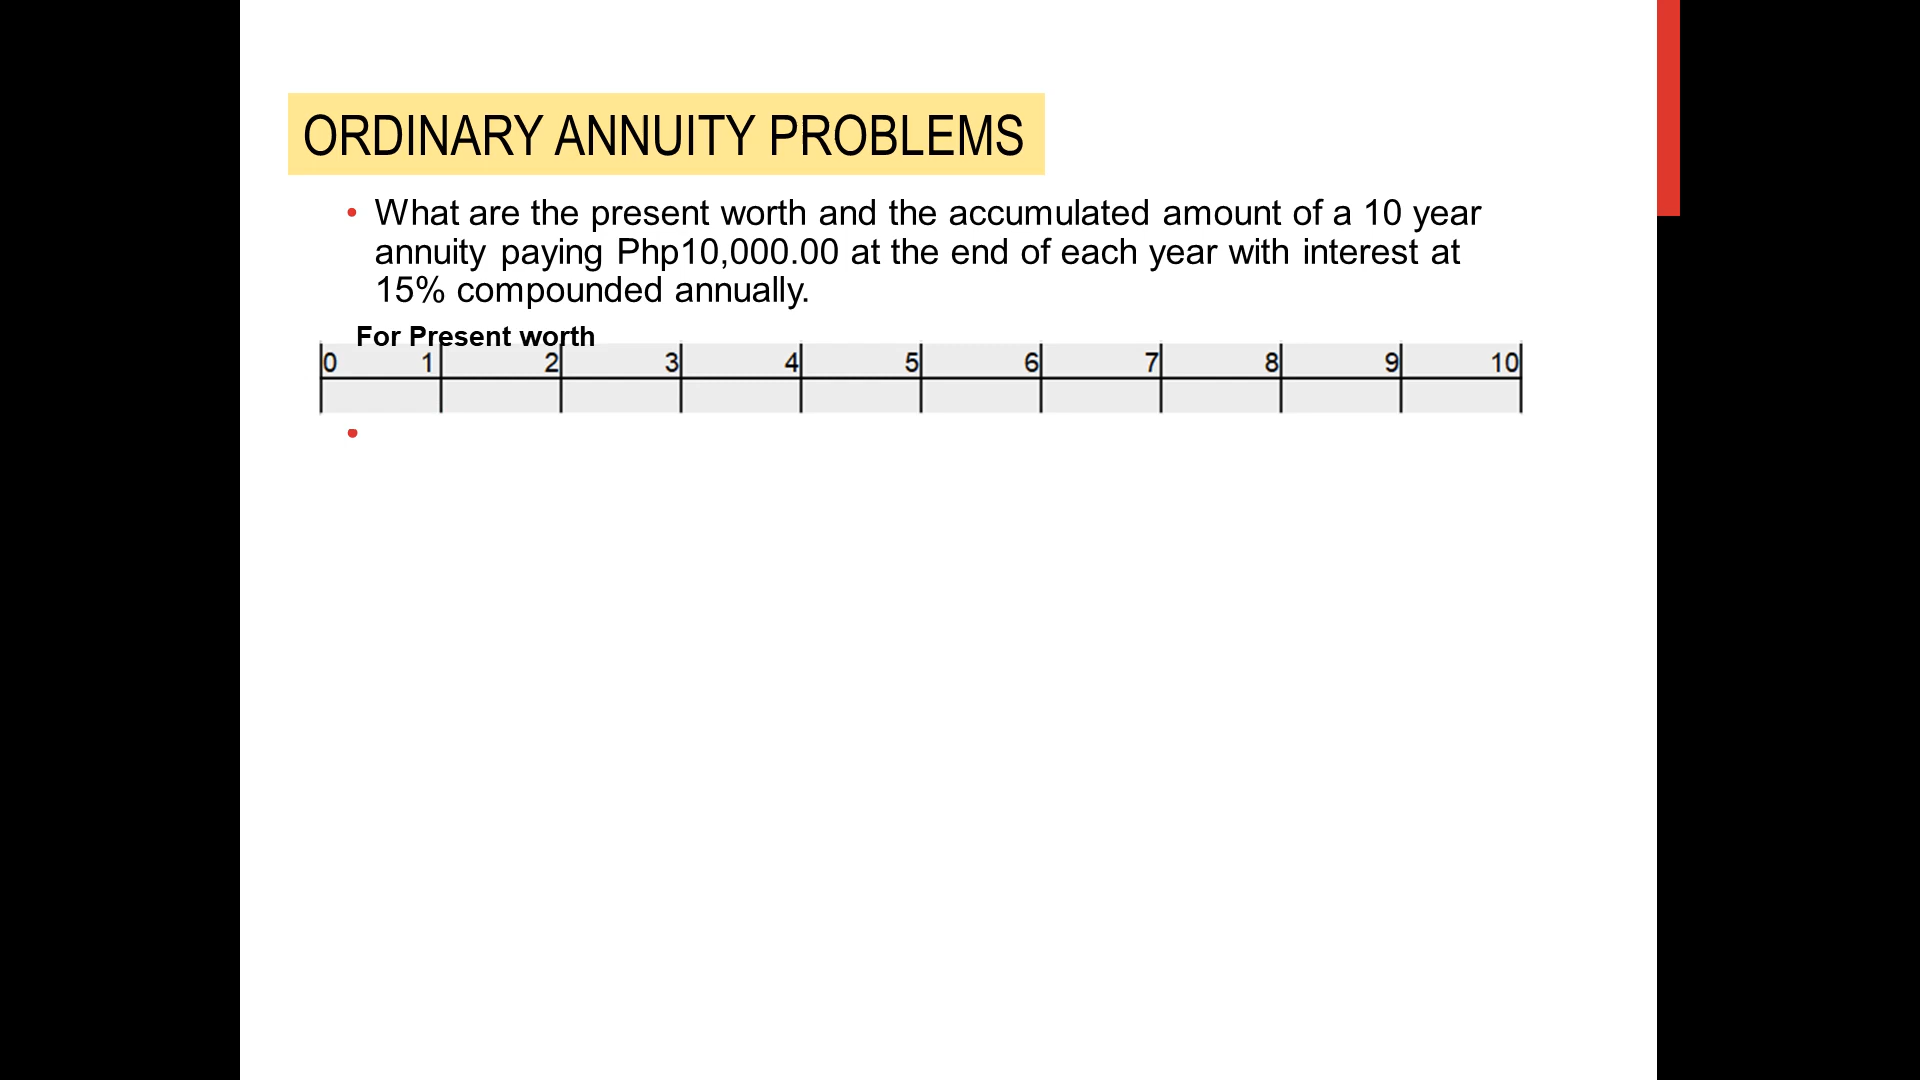 ORDINARY ANNUITY PROBLEMS
• What are the present worth and the accumulated amount of a 10 year
annuity paying Php10,000.00 at the end of each year with interest at
15% compounded annually.
For Present worth
0 1 2 3 4 5 6 7 8 9 10
•